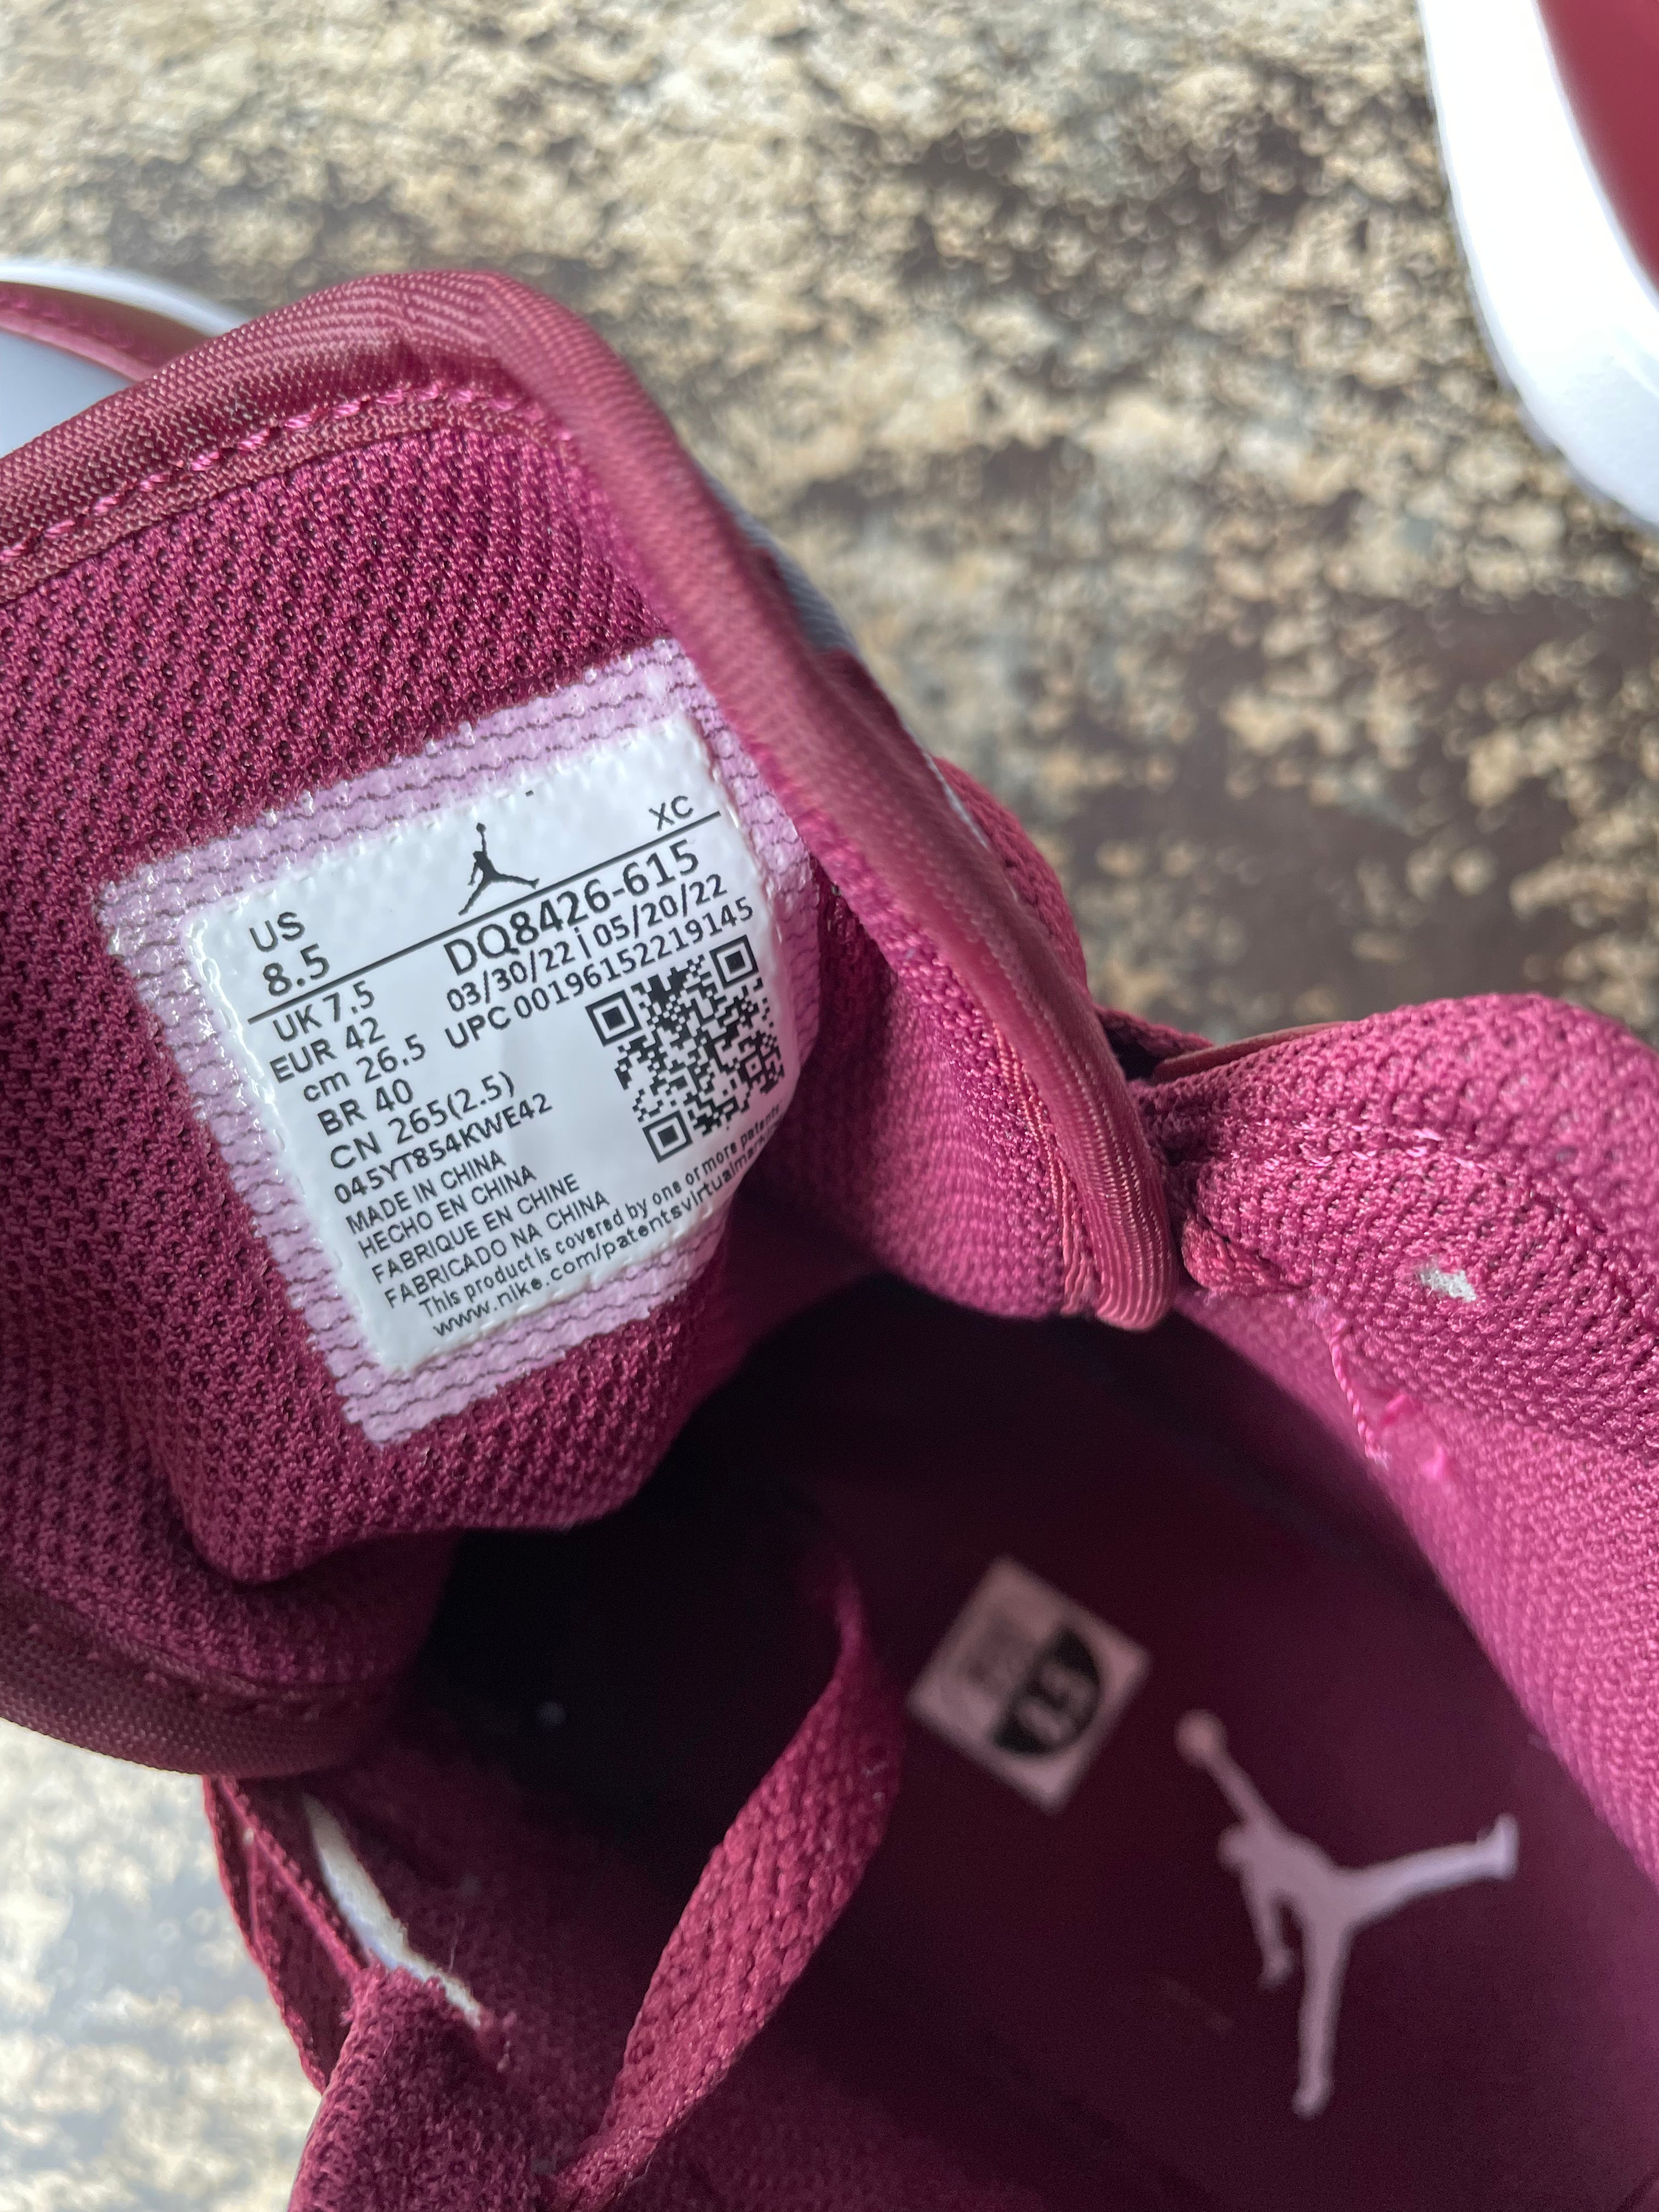 XC
US
8.5
DQ8426-615
03/30/22 | 05/20/22
UPC 00196152219145
UK 7.5
EUR 42
cm 26.5
BR 40
CN 265(2.5)
045YT854KWE42
MADE IN CHINA
HECHO EN CHINA
FABRIQUE EN CHINE
FABRICADO NA CHINA
This product is covered by one or more patents
www.nike.com/patentsvirtualmarking